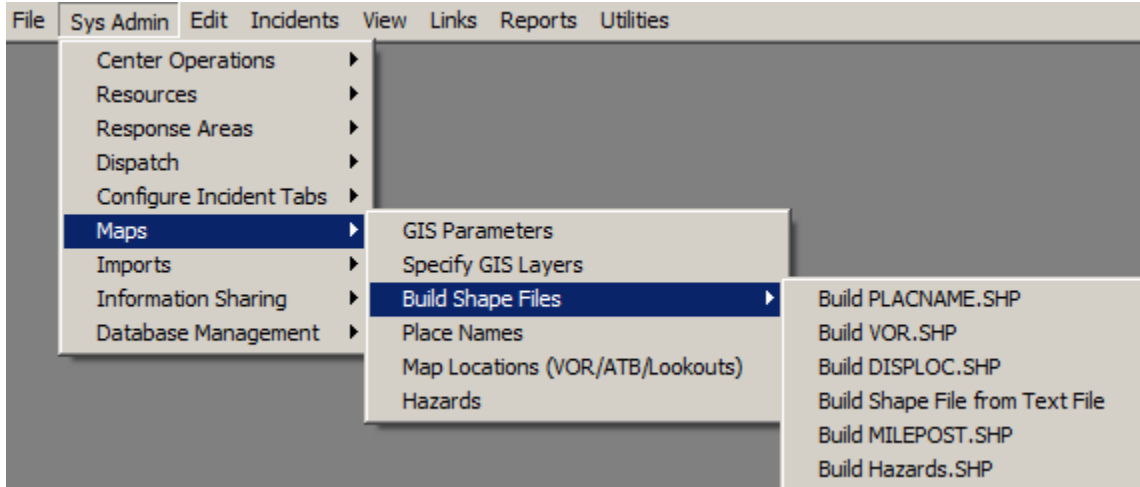 File Sys Admin Edit Incidents View Links Reports Utilities
Center Operations
Resources
Response Areas
Dispatch
Configure Incident Tabs
Maps
Imports
Information Sharing
Database Management
GIS Parameters
Specify GIS Layers
Build Shape Files
Place Names
Map Locations (VOR/ATB/Lookouts)
Hazards
Build PLACNAME.SHP
Build VOR.SHP
Build DISPLOC.SHP
Build Shape File from Text File
Build MILEPOST.SHP
Build Hazards.SHP